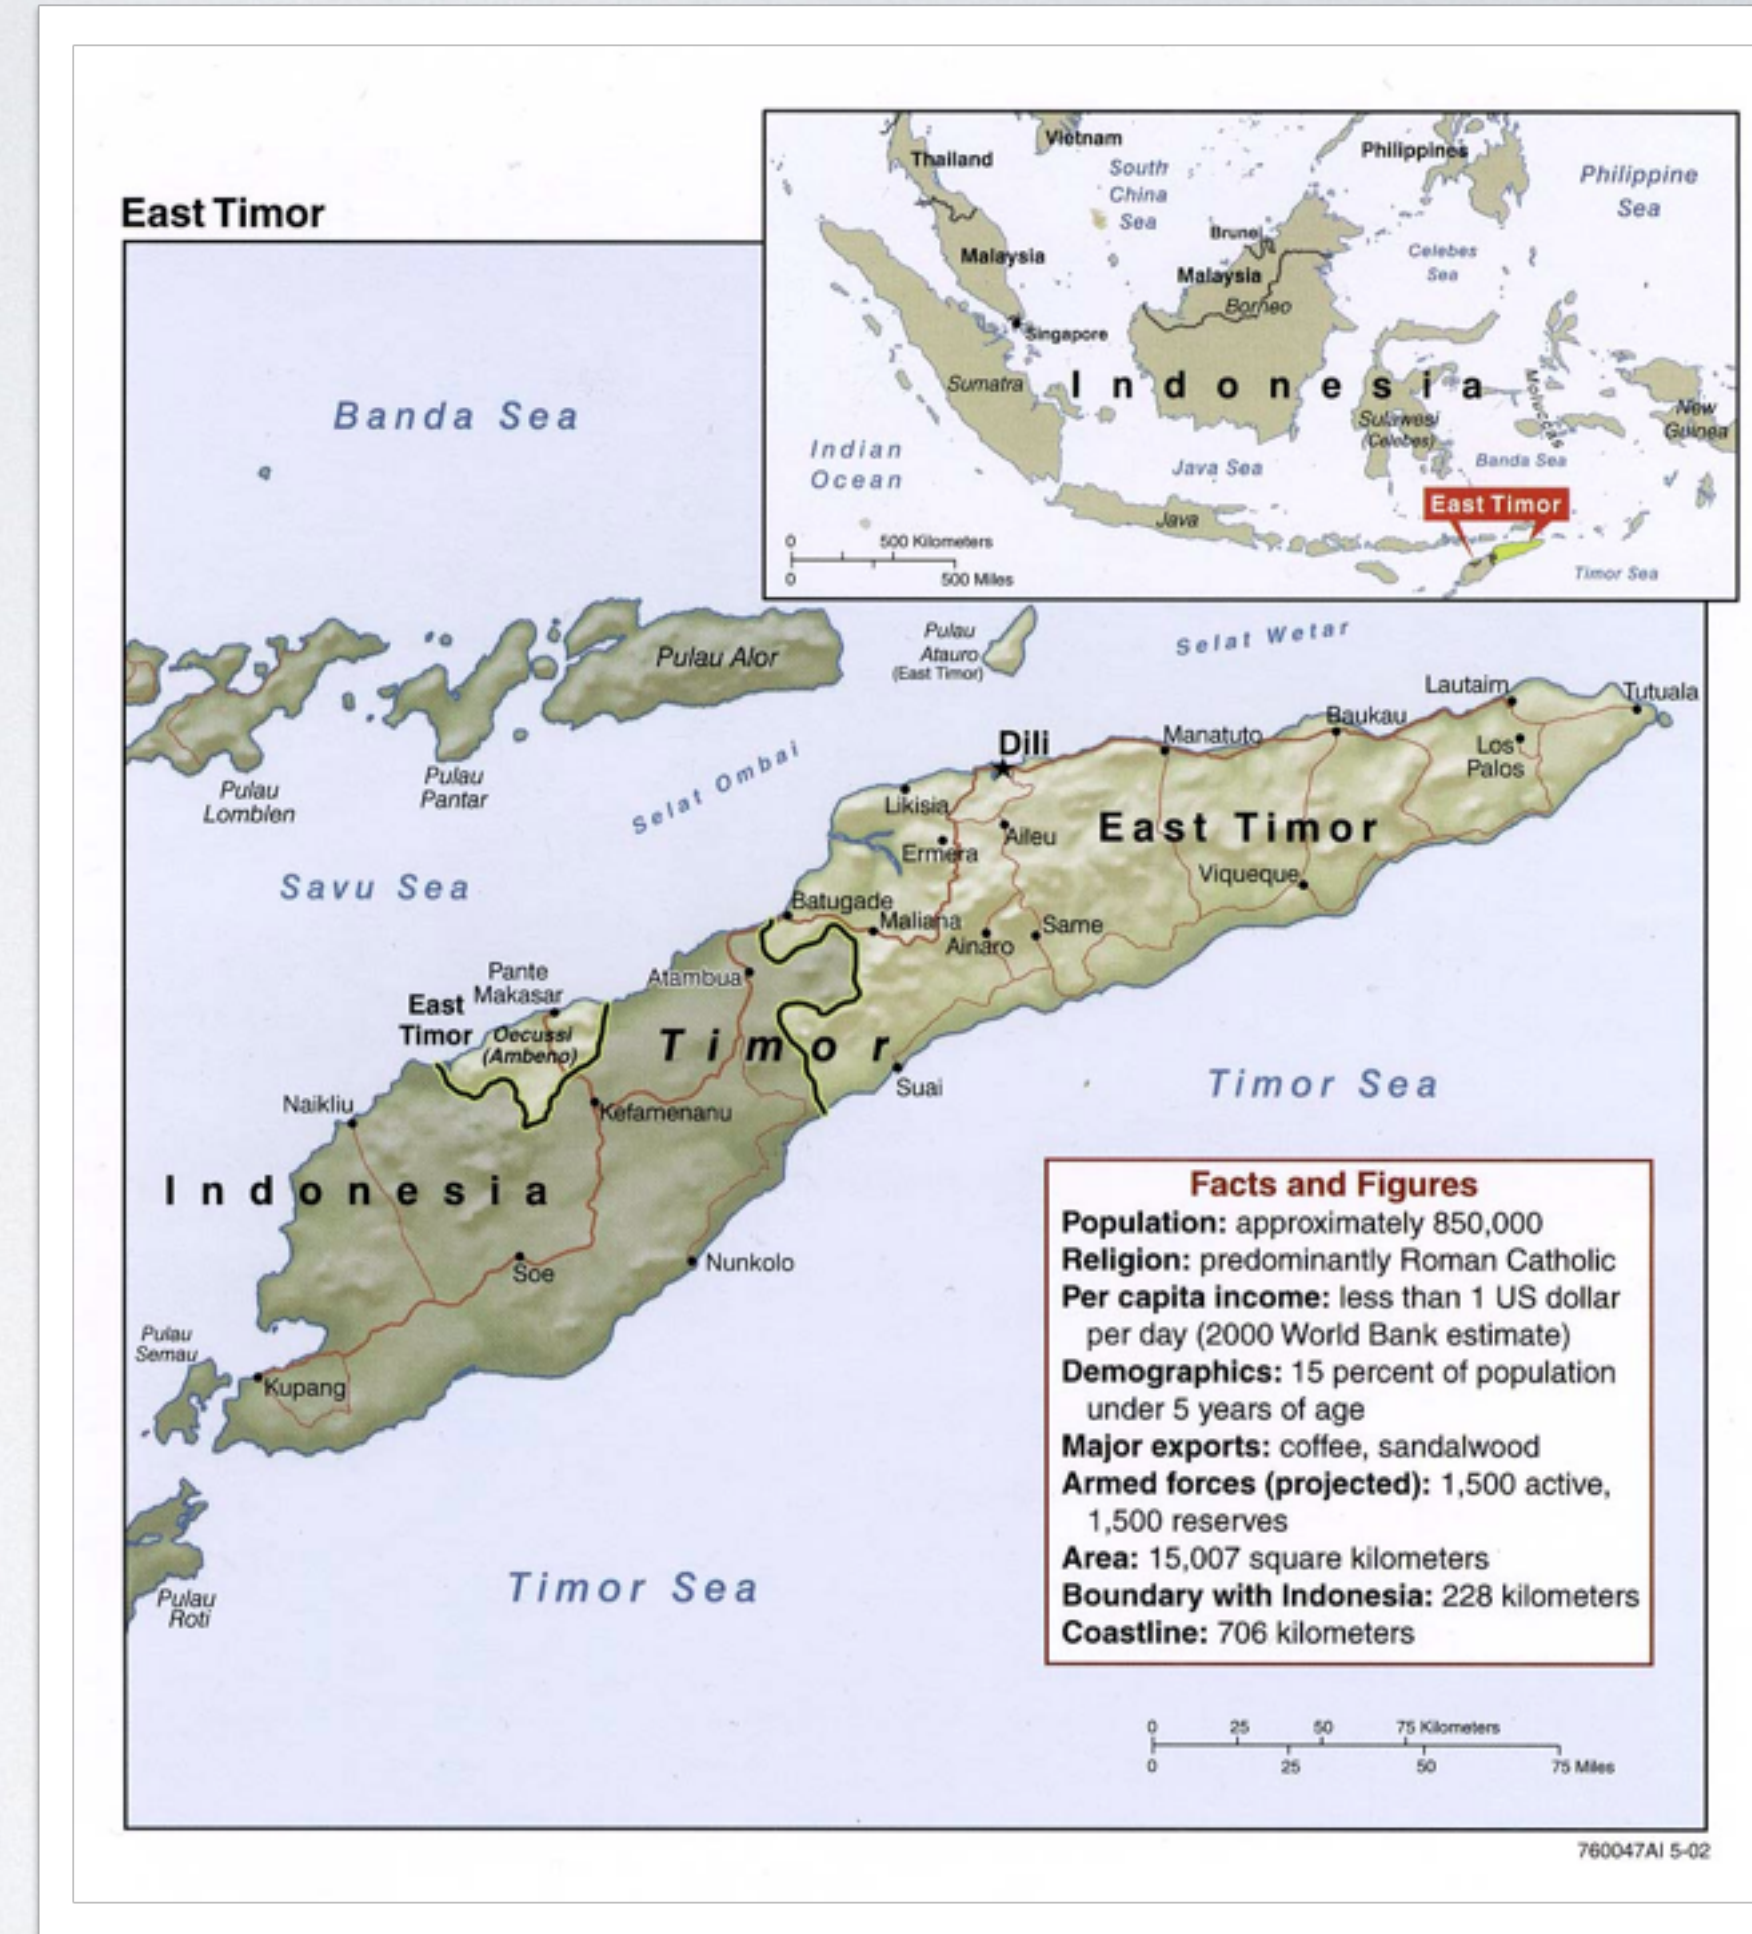 East Timor
Thailand
Vietnam
South
China
Sea
Philippines
Philippine
Sea
Malaysia
Brunei
Celebes
Sea
Malaysia
Borneo
Singapore
Sumatra
Indonesia
Sulawesi
(Celebes)
Moluccas
New
Guinea
Indian
Ocean
Java Sea
Banda Sea
East Timor
Java
Timor Sea
0 500 Kilometers
0 500 Miles
Banda Sea
Pulau Alor
Pulau
Atauro
(East Timor)
Selat Wetar
Lautaim
Tutuala
Baukau
Manatuto
Los
Palos
Dili
Pulau
Lomblen
Pulau
Pantar
Selat Ombai
Likisia
Aileu
East Timor
Ermera
Viqueque
Savu Sea
Batugade
Maliana
Same
Ainaro
Atambua
Pante
Makasar
East
Timor
Oecussi
(Ambeno)
Timor
Suai
Timor Sea
Naikliu
Kefamenanu
Indonesia
Soe
Nunkolo
Pulau
Semau
Kupang
Pulau
Roti
Timor Sea
Facts and Figures
Population: approximately 850,000
Religion: predominantly Roman Catholic
Per capita income: less than 1 US dollar
per day (2000 World Bank estimate)
Demographics: 15 percent of population
under 5 years of age
Major exports: coffee, sandalwood
Armed forces (projected): 1,500 active,
1,500 reserves
Area: 15,007 square kilometers
Boundary with Indonesia: 228 kilometers
Coastline: 706 kilometers
0 25 50 75 Kilometers
0 25 50 75 Miles
760047AI 5-02